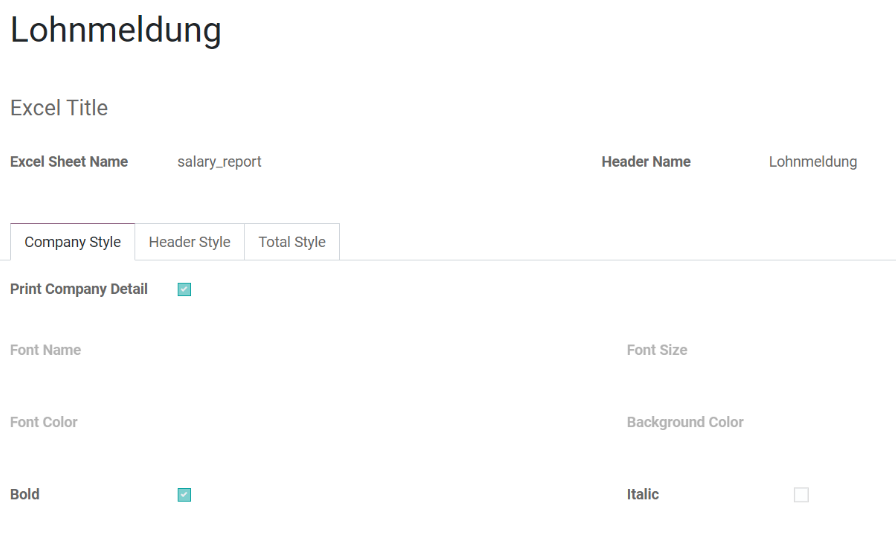 Lohnmeldung
Excel Title
Excel Sheet Name salary_report Header Name Lohnmeldung
Company Style Header Style Total Style
Print Company Detail
Font Name Font Size
Font Color Background Color
Bold Italic